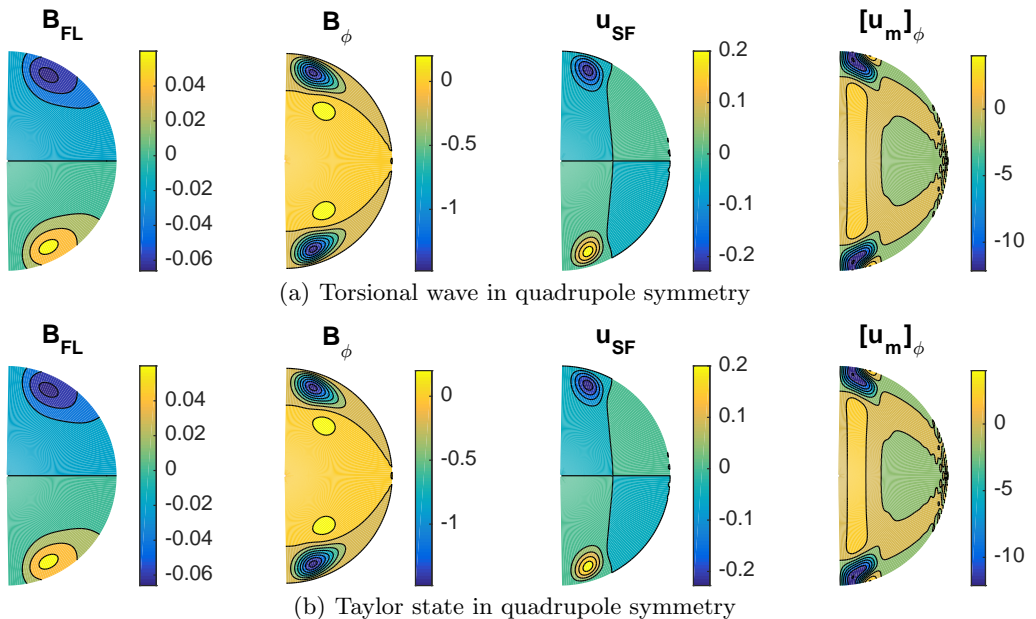 B_FL B_ϕ u_SF [u_m]_ϕ
0.04 0 0.2 0
0.02 -0.5 0.1 -5
0 -1 0 -10
-0.02 -0.1
-0.04 -0.2
-0.06
(a) Torsional wave in quadrupole symmetry
B_FL B_ϕ u_SF [u_m]_ϕ
0.04 0 0.2 0
0.02 -0.5 0.1 -5
0 -1 0 -10
-0.02 -0.1
-0.04 -0.2
-0.06
(b) Taylor state in quadrupole symmetry